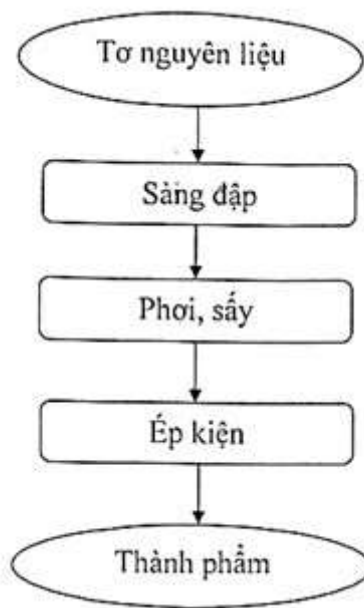 Tơ nguyên liệu
Sàng đập
Phơi, sấy
Ép kiện
Thành phẩm